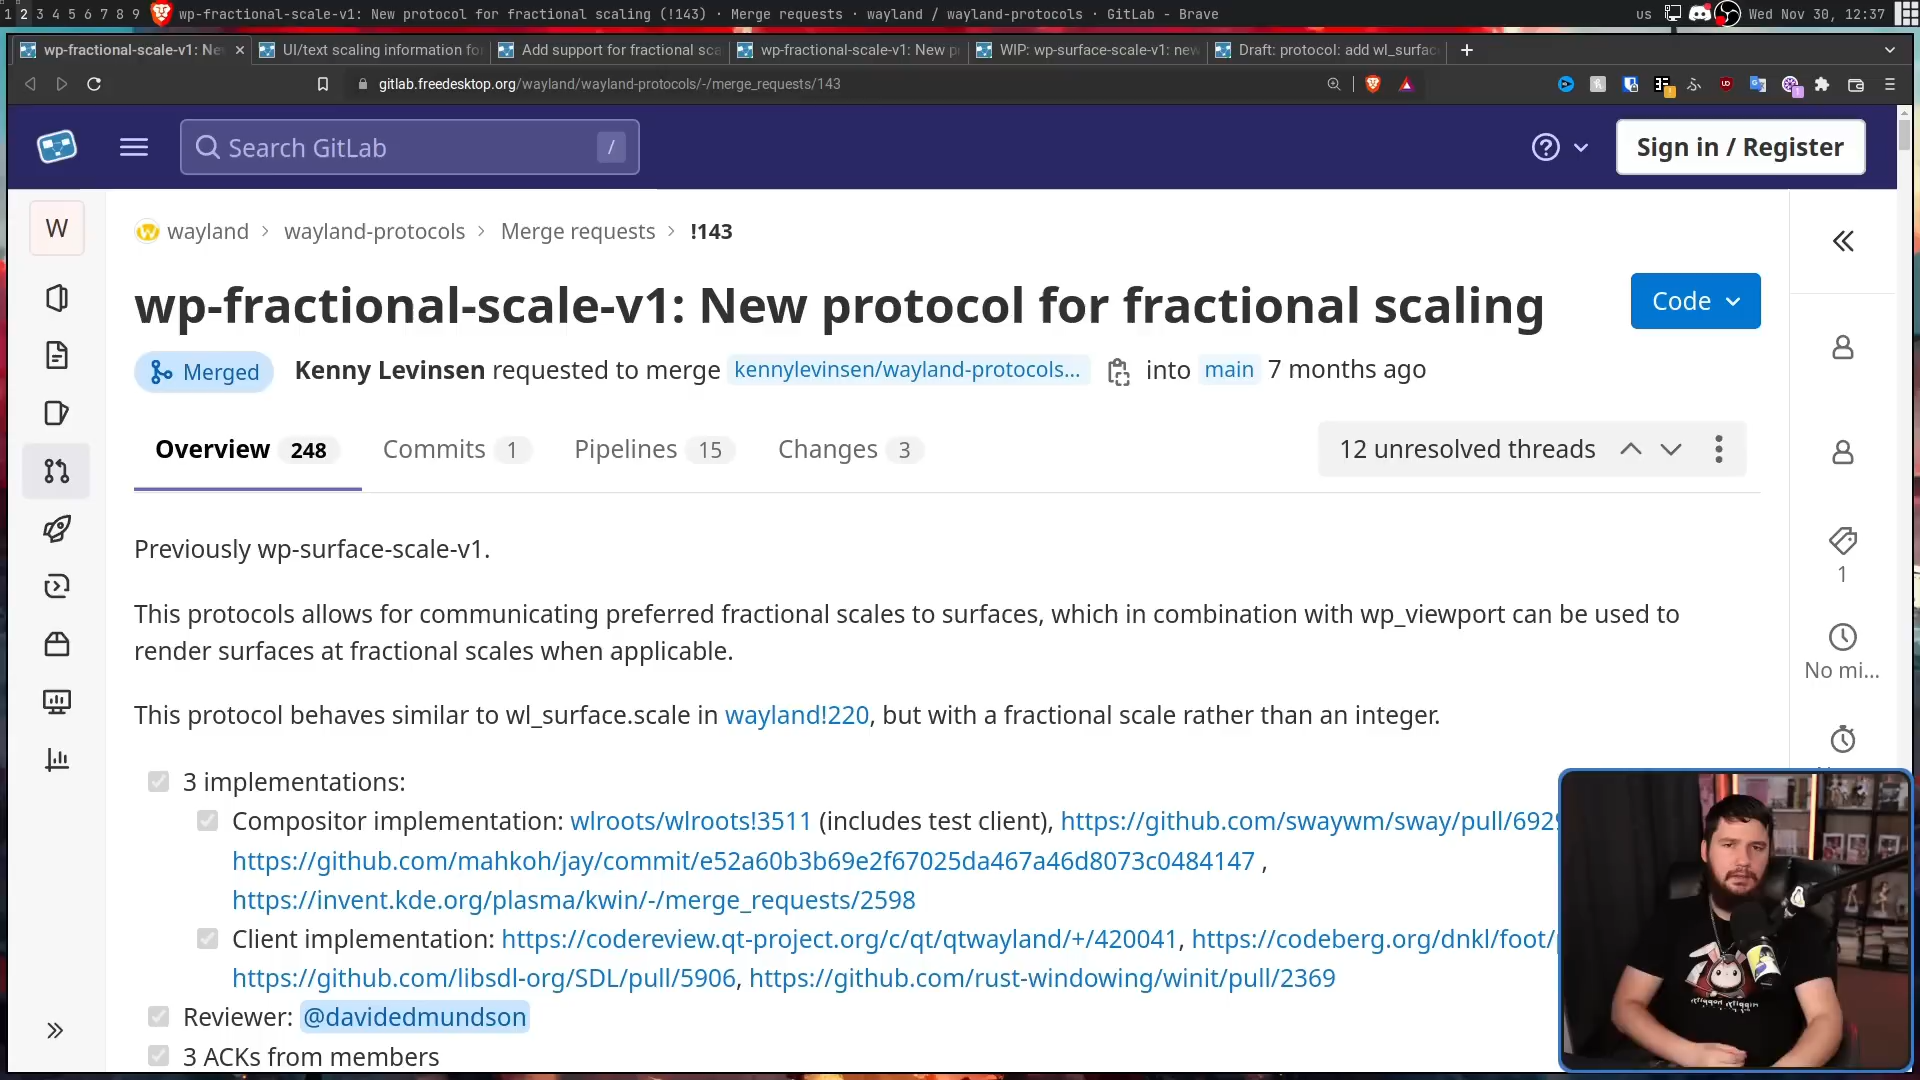 1 2 3 4 5 6 7 8 9 wp-fractional-scale-v1: New protocol for fractional scaling (!143) · Merge requests · wayland / wayland-protocols · GitLab - Brave us Wed Nov 30, 12:37
wp-fractional-scale-v1: Ne UI/text scaling information fo Add support for fractional sca wp-fractional-scale-v1: New p WIP: wp-surface-scale-v1: new Draft: protocol: add wl_surfac
gitlab.freedesktop.org/wayland/wayland-protocols/-/merge_requests/143
Search GitLab /
Sign in / Register
W
wayland > wayland-protocols > Merge requests > !143
wp-fractional-scale-v1: New protocol for fractional scaling
Code
Merged Kenny Levinsen requested to merge kennylevinsen/wayland-protocols... into main 7 months ago
Overview 248 Commits 1 Pipelines 15 Changes 3
12 unresolved threads
Previously wp-surface-scale-v1.
This protocols allows for communicating preferred fractional scales to surfaces, which in combination with wp_viewport can be used to
render surfaces at fractional scales when applicable.
This protocol behaves similar to wl_surface.scale in wayland!220, but with a fractional scale rather than an integer.
3 implementations:
Compositor implementation: wlroots/wlroots!3511 (includes test client), https://github.com/swaywm/sway/pull/692
https://github.com/mahkoh/jay/commit/e52a60b3b69e2f67025da467a46d8073c0484147 ,
https://invent.kde.org/plasma/kwin/-/merge_requests/2598
Client implementation: https://codereview.qt-project.org/c/qt/qtwayland/+/420041, https://codeberg.org/dnkl/foot/
https://github.com/libsdl-org/SDL/pull/5906, https://github.com/rust-windowing/winit/pull/2369
Reviewer: @davidedmundson
3 ACKs from members
1
No mi...